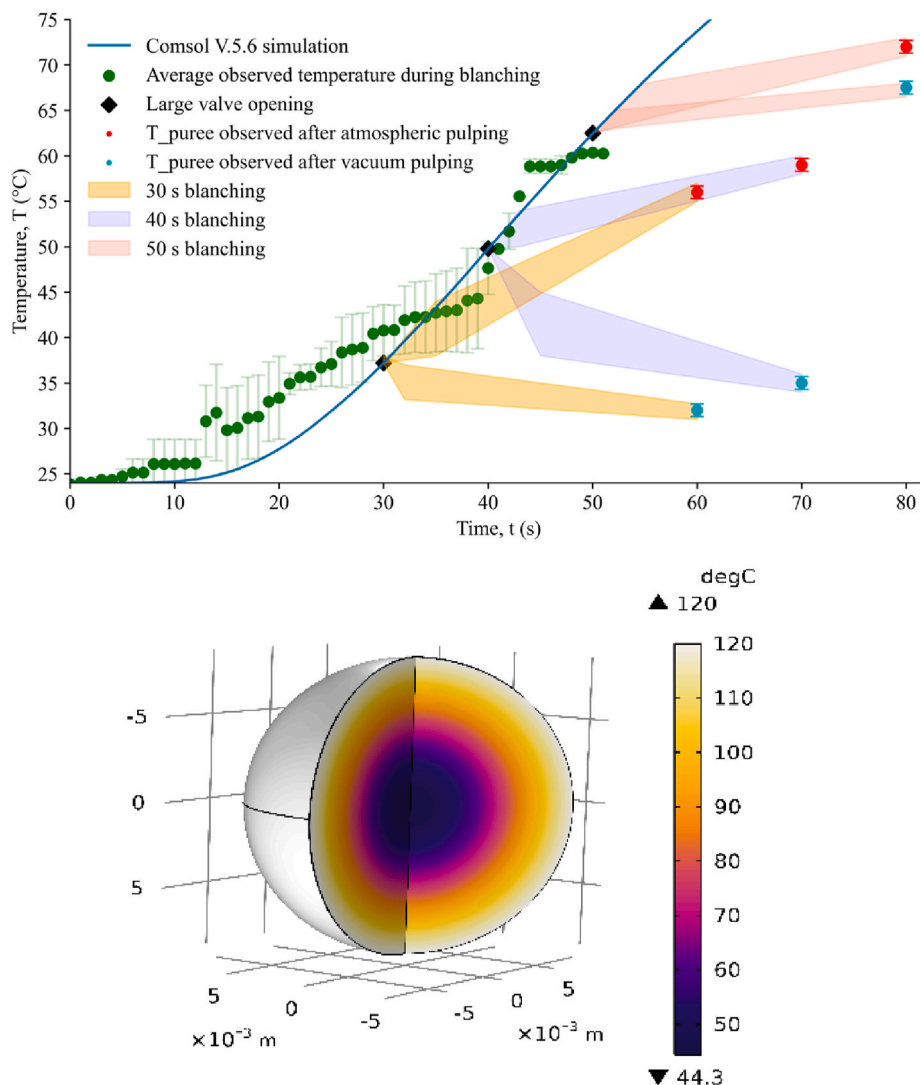 75
70
65
60
55
50
45
40
35
30
25
Temperature, T (°C)
Comsol V.5.6 simulation
Average observed temperature during blanching
Large valve opening
T_puree observed after atmospheric pulping
T_puree observed after vacuum pulping
30 s blanching
40 s blanching
50 s blanching
0 10 20 30 40 50 60 70 80
Time, t (s)
degC
▲ 120
120
110
100
90
80
70
60
50
▼ 44.3
-5
0
5
5 0 -5
×10⁻³ m
-5 0 5
×10⁻³ m